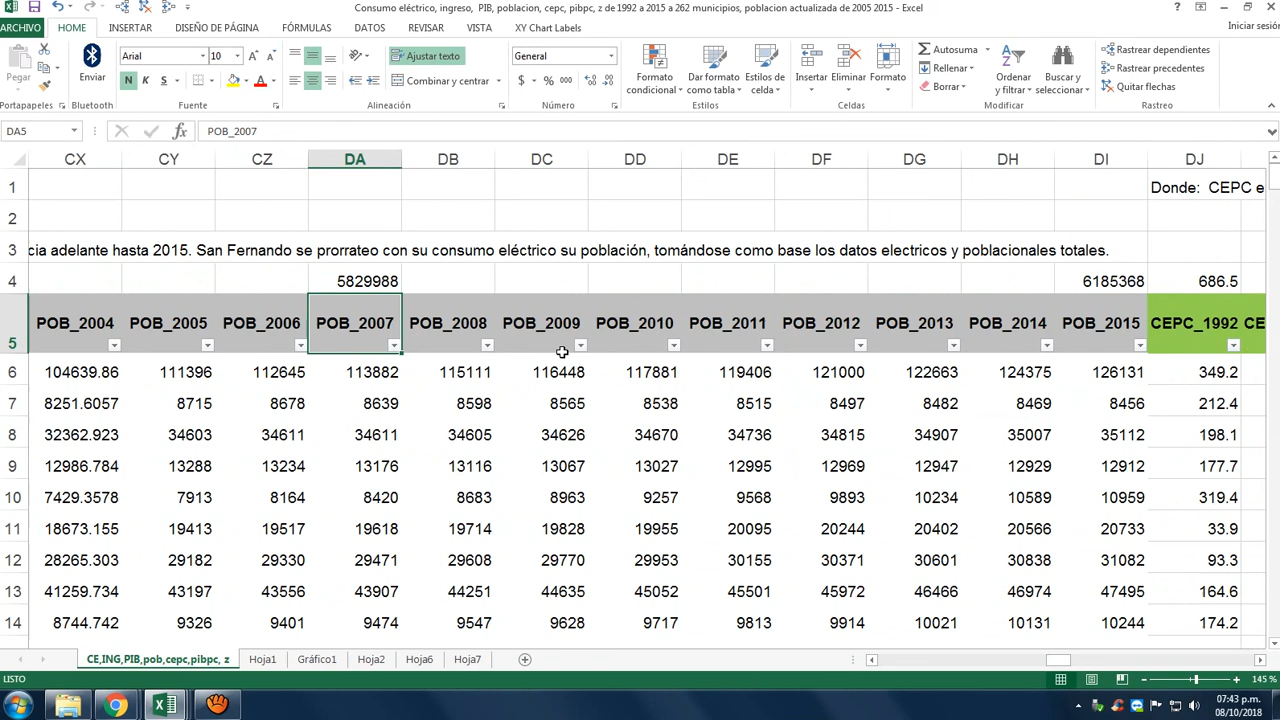 Consumo eléctrico, ingreso, PIB, poblacion, cepc, pibpc, z de 1992 a 2015 a 262 municipios, poblacion actualizada de 2005 2015 - Excel
ARCHIVO HOME INSERTAR DISEÑO DE PÁGINA FÓRMULAS DATOS REVISAR VISTA XY Chart Labels Iniciar sesió
Pegar Enviar Arial 10 Ajustar texto General Formato condicional Dar formato como tabla Estilos de celda Insertar Eliminar Formato Autosuma Ordenar y filtrar Buscar y seleccionar Rastrear dependientes
N K S Combinar y centrar $ % 000 Rellenar Rastrear precedentes
Borrar Quitar flechas
Portapapeles Bluetooth Fuente Alineación Número Estilos Celdas Modificar Rastreo
DA5 fx POB_2007
CX CY CZ DA DB DC DD DE DF DG DH DI DJ
1 Donde: CEPC e
2
3 cia adelante hasta 2015. San Fernando se prorrateo con su consumo eléctrico su población, tomándose como base los datos electricos y poblacionales totales.
4 5829988 6185368 686.5
5 POB_2004 POB_2005 POB_2006 POB_2007 POB_2008 POB_2009 POB_2010 POB_2011 POB_2012 POB_2013 POB_2014 POB_2015 CEPC_1992 CE
6 104639.86 111396 112645 113882 115111 116448 117881 119406 121000 122663 124375 126131 349.2
7 8251.6057 8715 8678 8639 8598 8565 8538 8515 8497 8482 8469 8456 212.4
8 32362.923 34603 34611 34611 34605 34626 34670 34736 34815 34907 35007 35112 198.1
9 12986.784 13288 13234 13176 13116 13067 13027 12995 12969 12947 12929 12912 177.7
10 7429.3578 7913 8164 8420 8683 8963 9257 9568 9893 10234 10589 10959 319.4
11 18673.155 19413 19517 19618 19714 19828 19955 20095 20244 20402 20566 20733 33.9
12 28265.303 29182 29330 29471 29608 29770 29953 30155 30371 30601 30838 31082 93.3
13 41259.734 43197 43556 43907 44251 44635 45052 45501 45972 46466 46974 47495 164.6
14 8744.742 9326 9401 9474 9547 9628 9717 9813 9914 10021 10131 10244 174.2
CE,ING,PIB,pob,cepc,pibpc, z Hoja1 Gráfico1 Hoja2 Hoja6 Hoja7
LISTO 145 %
07:43 p.m.
08/10/2018